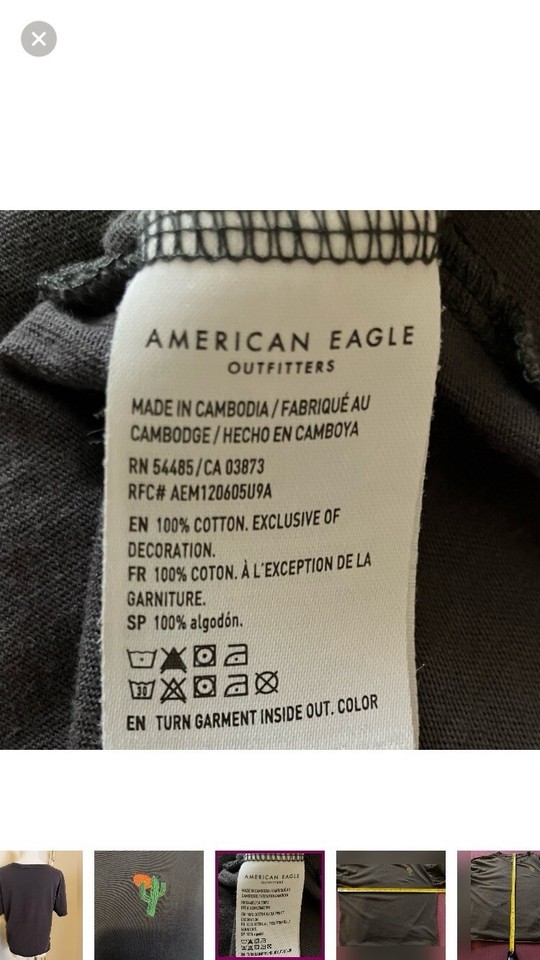 AMERICAN EAGLE
OUTFITTERS
MADE IN CAMBODIA / FABRIQUÉ AU
CAMBODGE / HECHO EN CAMBOYA
RN 54485/CA 03873
RFC# AEM120605U9A
EN 100% COTTON. EXCLUSIVE OF
DECORATION.
FR 100% COTON. À L'EXCEPTION DE LA
GARNITURE.
SP 100% algodón.
30
EN TURN GARMENT INSIDE OUT. COLOR
AMERICAN EAGLE
OUTFITTERS